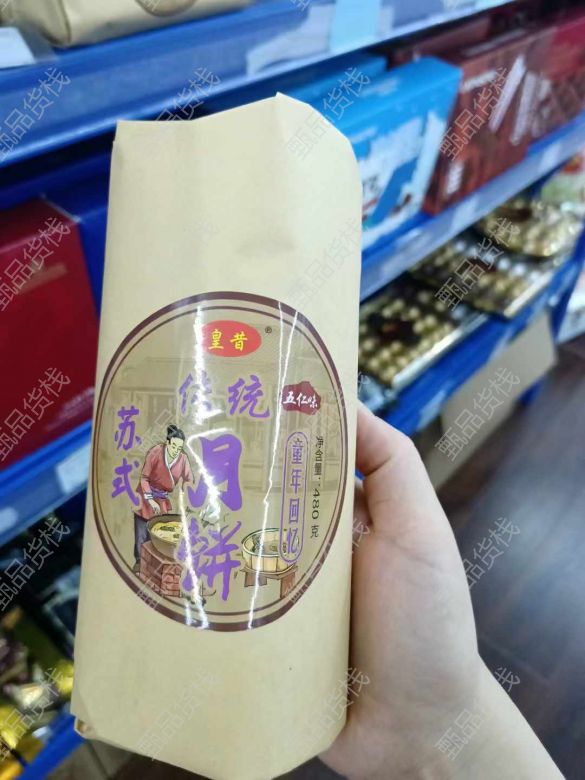 皇昔®
传统
五仁味
苏式
月饼
童年回忆
净含量:480克
甄品货栈